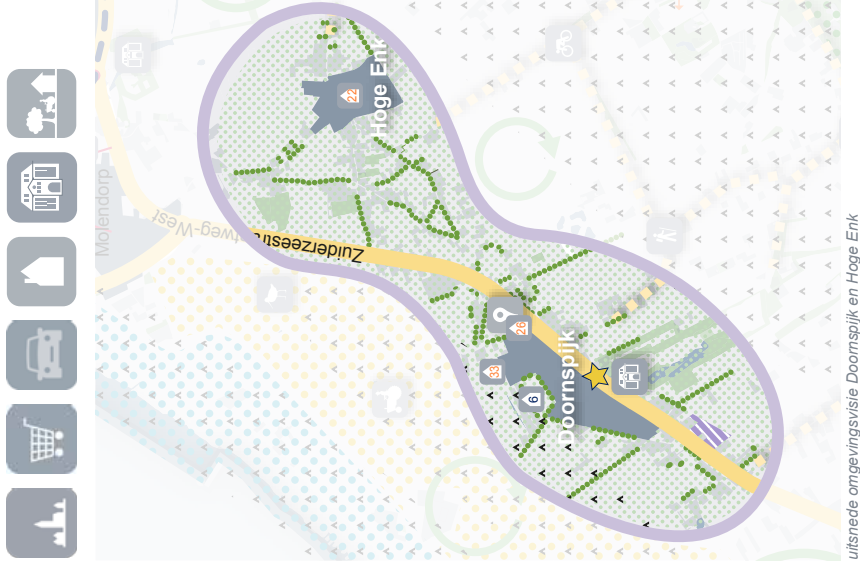 Molendorp
Zuiderzeestraatweg-West
Hoge Enk
22
26
33
6
Doornspijk
uitsnede omgevingsvisie Doornspijk en Hoge Enk